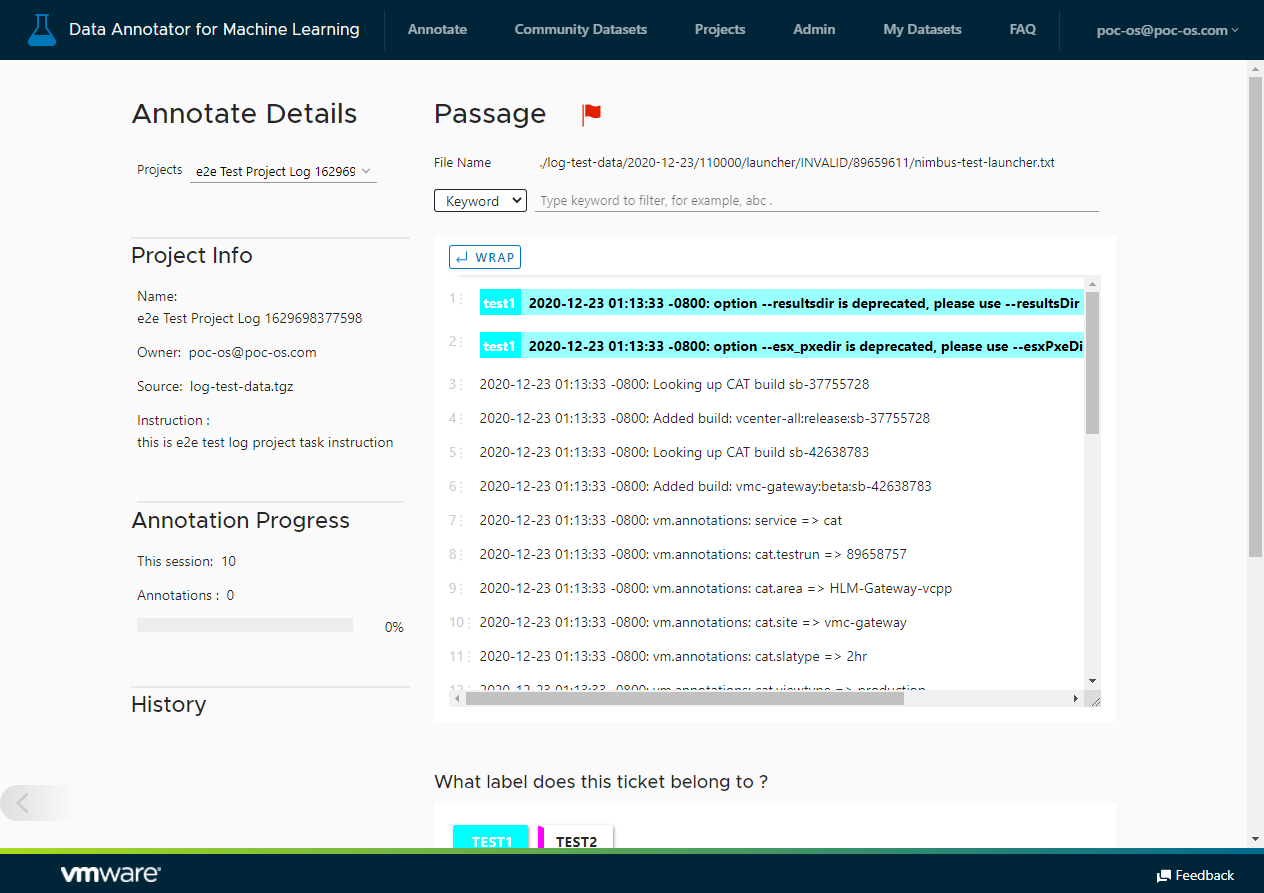 Data Annotator for Machine Learning
Annotate
Community Datasets
Projects
Admin
My Datasets
FAQ
poc-os@poc-os.com
Annotate Details
Projects
e2e Test Project Log 162969
Project Info
Name:
e2e Test Project Log 1629698377598
Owner: poc-os@poc-os.com
Source: log-test-data.tgz
Instruction :
this is e2e test log project task instruction
Annotation Progress
This session: 10
Annotations : 0
0%
History
Passage
File Name ./log-test-data/2020-12-23/110000/launcher/INVALID/89659611/nimbus-test-launcher.txt
Keyword Type keyword to filter, for example, abc .
WRAP
1 test1 2020-12-23 01:13:33 -0800: option --resultsdir is deprecated, please use --resultsDir
2 test1 2020-12-23 01:13:33 -0800: option --esx_pxedir is deprecated, please use --esxPxeDi
3 2020-12-23 01:13:33 -0800: Looking up CAT build sb-37755728
4 2020-12-23 01:13:33 -0800: Added build: vcenter-all:release:sb-37755728
5 2020-12-23 01:13:33 -0800: Looking up CAT build sb-42638783
6 2020-12-23 01:13:33 -0800: Added build: vmc-gateway:beta:sb-42638783
7 2020-12-23 01:13:33 -0800: vm.annotations: service => cat
8 2020-12-23 01:13:33 -0800: vm.annotations: cat.testrun => 89658757
9 2020-12-23 01:13:33 -0800: vm.annotations: cat.area => HLM-Gateway-vcpp
10 2020-12-23 01:13:33 -0800: vm.annotations: cat.site => vmc-gateway
11 2020-12-23 01:13:33 -0800: vm.annotations: cat.slatype => 2hr
12 2020-12-23 01:13:33 -0800: vm.annotations: cat.viewtype => production
What label does this ticket belong to ?
TEST1
TEST2
vmware
Feedback